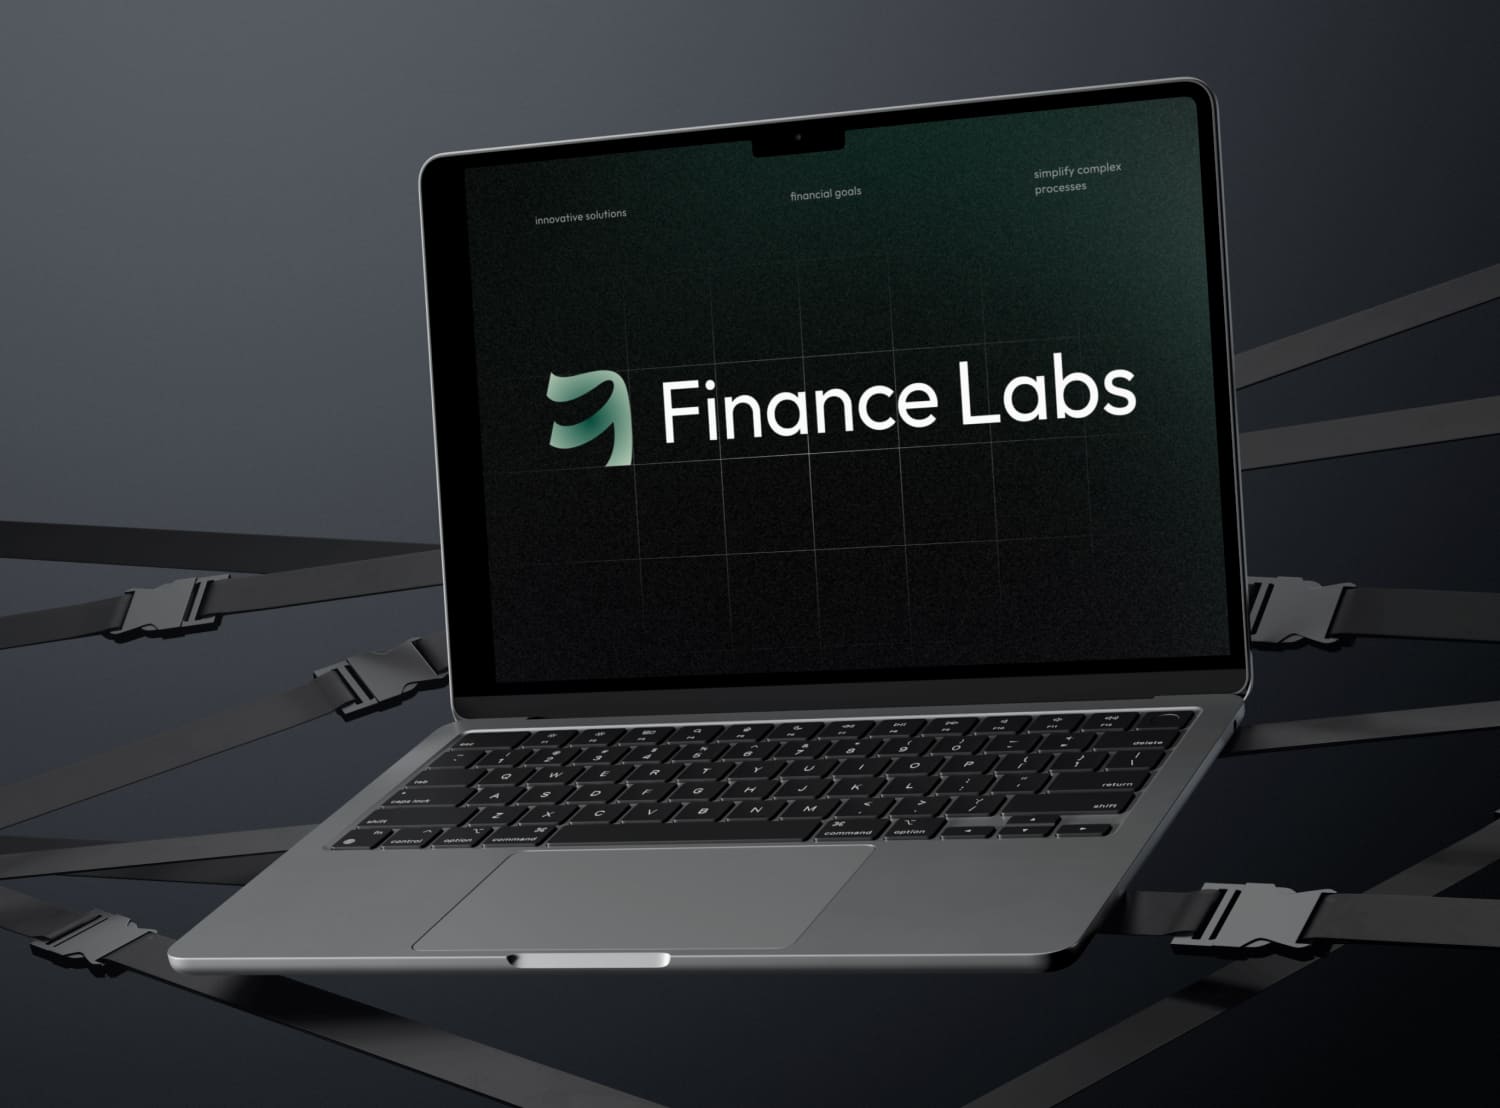 innovative solutions
financial goals
simplify complex
processes
Finance Labs
esc
delete
tab
Q W E R T Y U I O P
caps lock
A S D F G H J K L
return
shift
Z X C V B N M
shift
fn
control
option
command
command
option